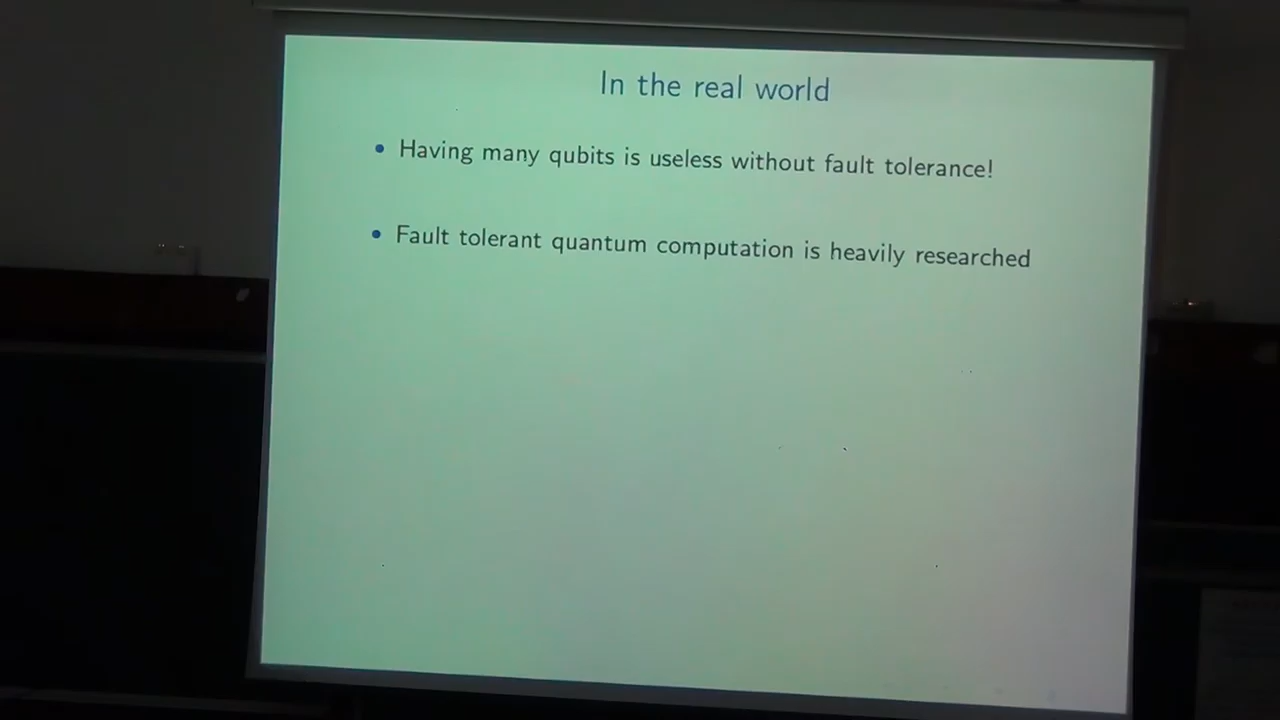 In the real world
• Having many qubits is useless without fault tolerance!
• Fault tolerant quantum computation is heavily researched